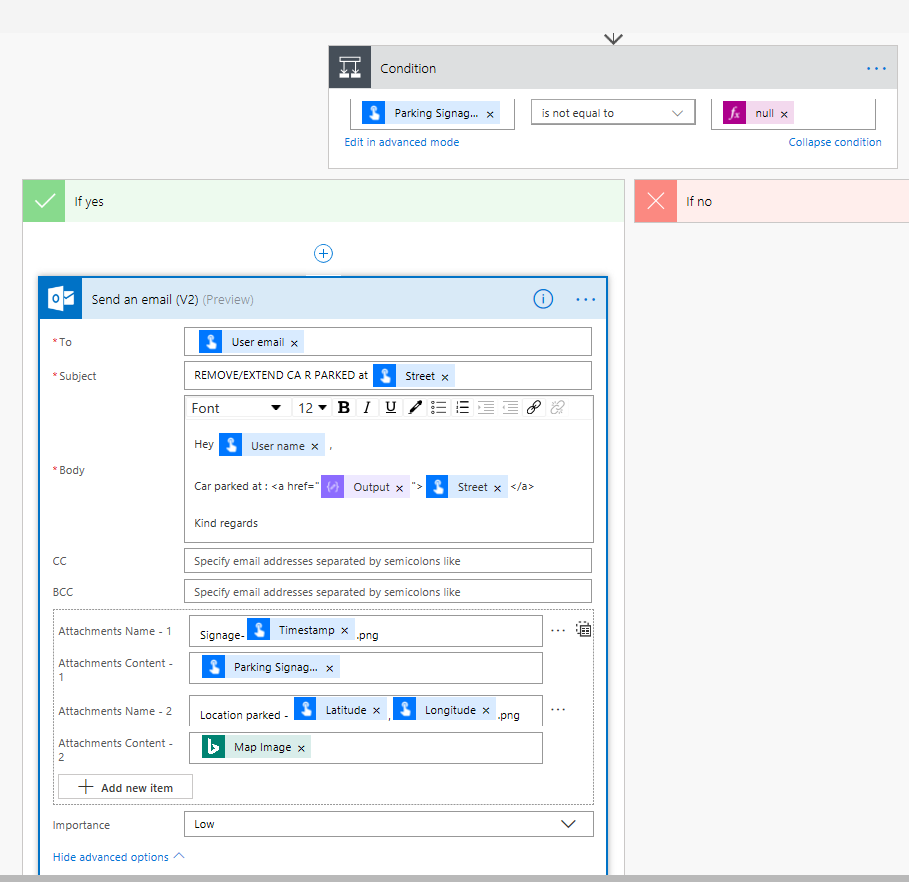 Condition
Parking Signag... × is not equal to fx null ×
Edit in advanced mode Collapse condition
If yes
If no
Send an email (V2) (Preview)
* To User email ×
* Subject REMOVE/EXTEND CA R PARKED at Street ×
Font 12 B I U
* Body
Hey User name × ,
Car parked at : <a href=" Output × "> Street × </a>
Kind regards
CC Specify email addresses separated by semicolons like
BCC Specify email addresses separated by semicolons like
Attachments Name - 1 Signage- Timestamp × .png
Attachments Content - 1 Parking Signag... ×
Attachments Name - 2 Location parked - Latitude × , Longitude × .png
Attachments Content - 2 Map Image ×
Add new item
Importance Low
Hide advanced options